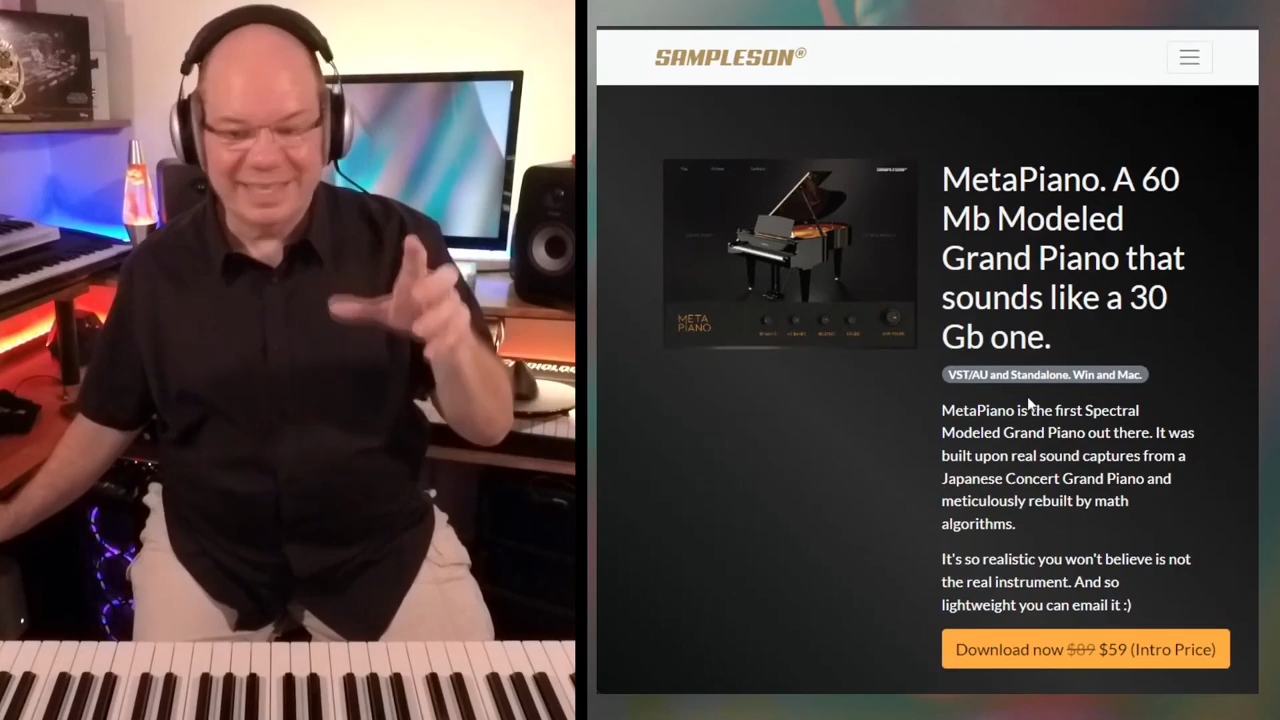 SAMPLESON®
SAMPLESON®
META
PIANO
MetaPiano. A 60
Mb Modeled
Grand Piano that
sounds like a 30
Gb one.
VST/AU and Standalone. Win and Mac.
MetaPiano is the first Spectral
Modeled Grand Piano out there. It was
built upon real sound captures from a
Japanese Concert Grand Piano and
meticulously rebuilt by math
algorithms.
It's so realistic you won't believe is not
the real instrument. And so
lightweight you can email it :)
Download now $89 $59 (Intro Price)